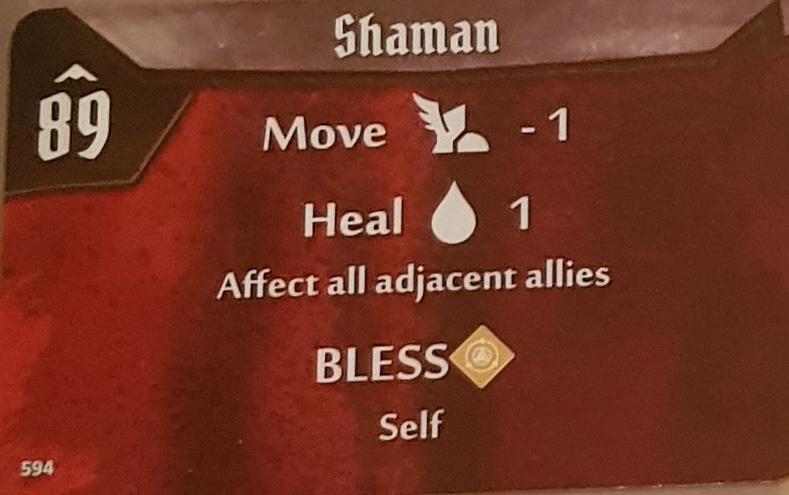 Shaman
89
Move - 1
Heal 1
Affect all adjacent allies
BLESS
Self
594